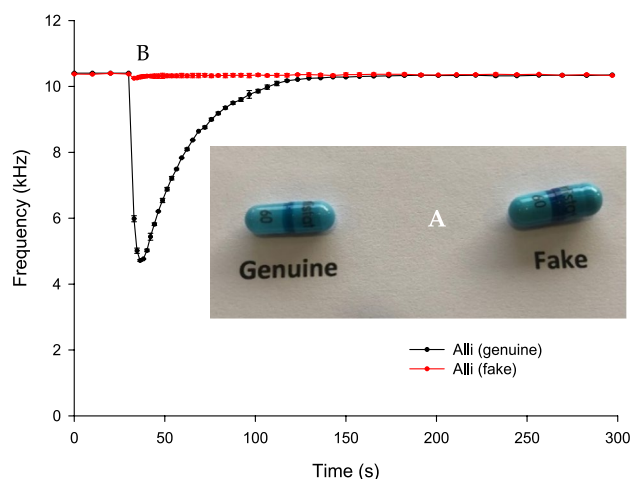 12
B
10
8
Frequency (kHz)
A
6
Genuine
Fake
4
Alli (genuine)
Alli (fake)
2
0
0 50 100 150 200 250 300
Time (s)